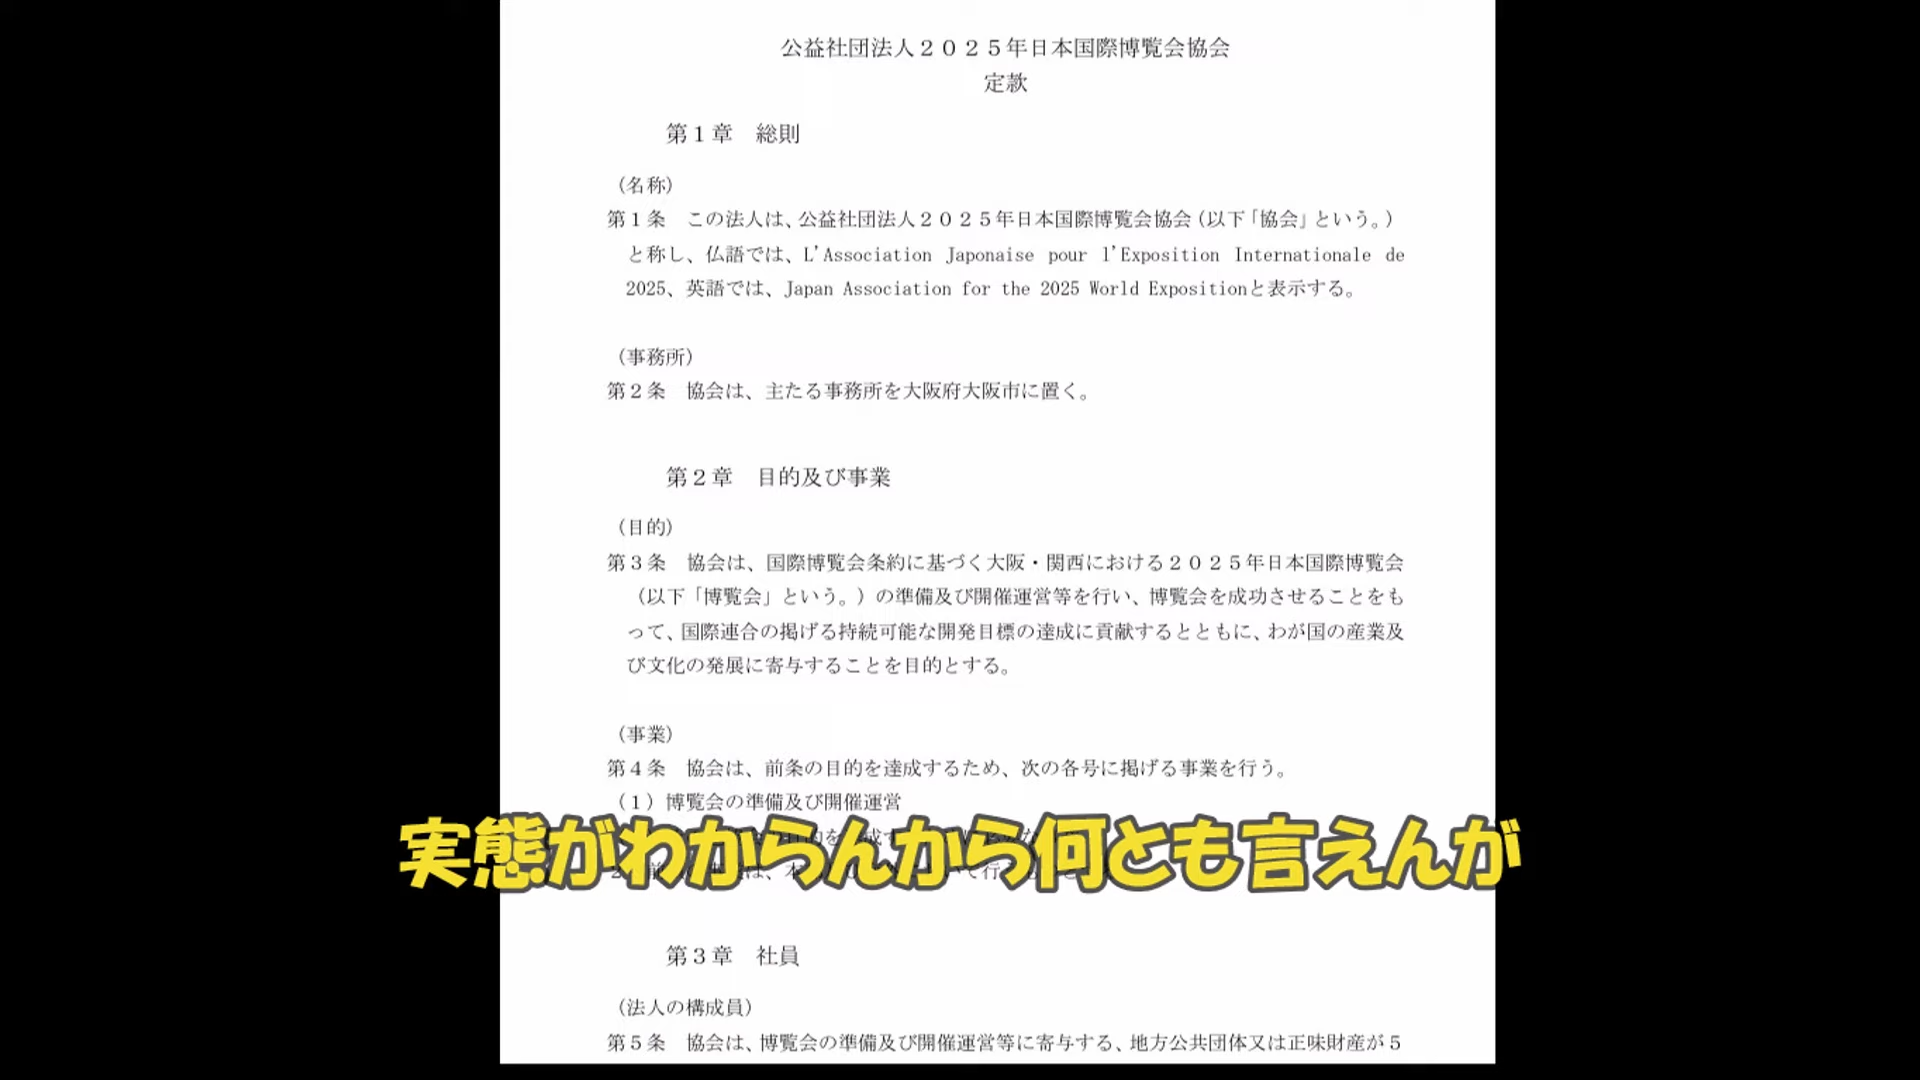 公益社団法人２０２５年日本国際博覧会協会
定款
第１章　総則
（名称）
第１条　この法人は、公益社団法人２０２５年日本国際博覧会協会（以下「協会」という。）
と称し、仏語では、L'Association Japonaise pour l'Exposition Internationale de
2025、英語では、Japan Association for the 2025 World Expositionと表示する。
（事務所）
第２条　協会は、主たる事務所を大阪府大阪市に置く。
第２章　目的及び事業
（目的）
第３条　協会は、国際博覧会条約に基づく大阪・関西における２０２５年日本国際博覧会
（以下「博覧会」という。）の準備及び開催運営等を行い、博覧会を成功させることをも
って、国際連合の掲げる持続可能な開発目標の達成に貢献するとともに、わが国の産業及
び文化の発展に寄与することを目的とする。
（事業）
第４条　協会は、前条の目的を達成するため、次の各号に掲げる事業を行う。
（１）博覧会の準備及び開催運営
実態がわからんから何とも言えんが
第３章　社員
（法人の構成員）
第５条　協会は、博覧会の準備及び開催運営等に寄与する、地方公共団体又は正味財産が５